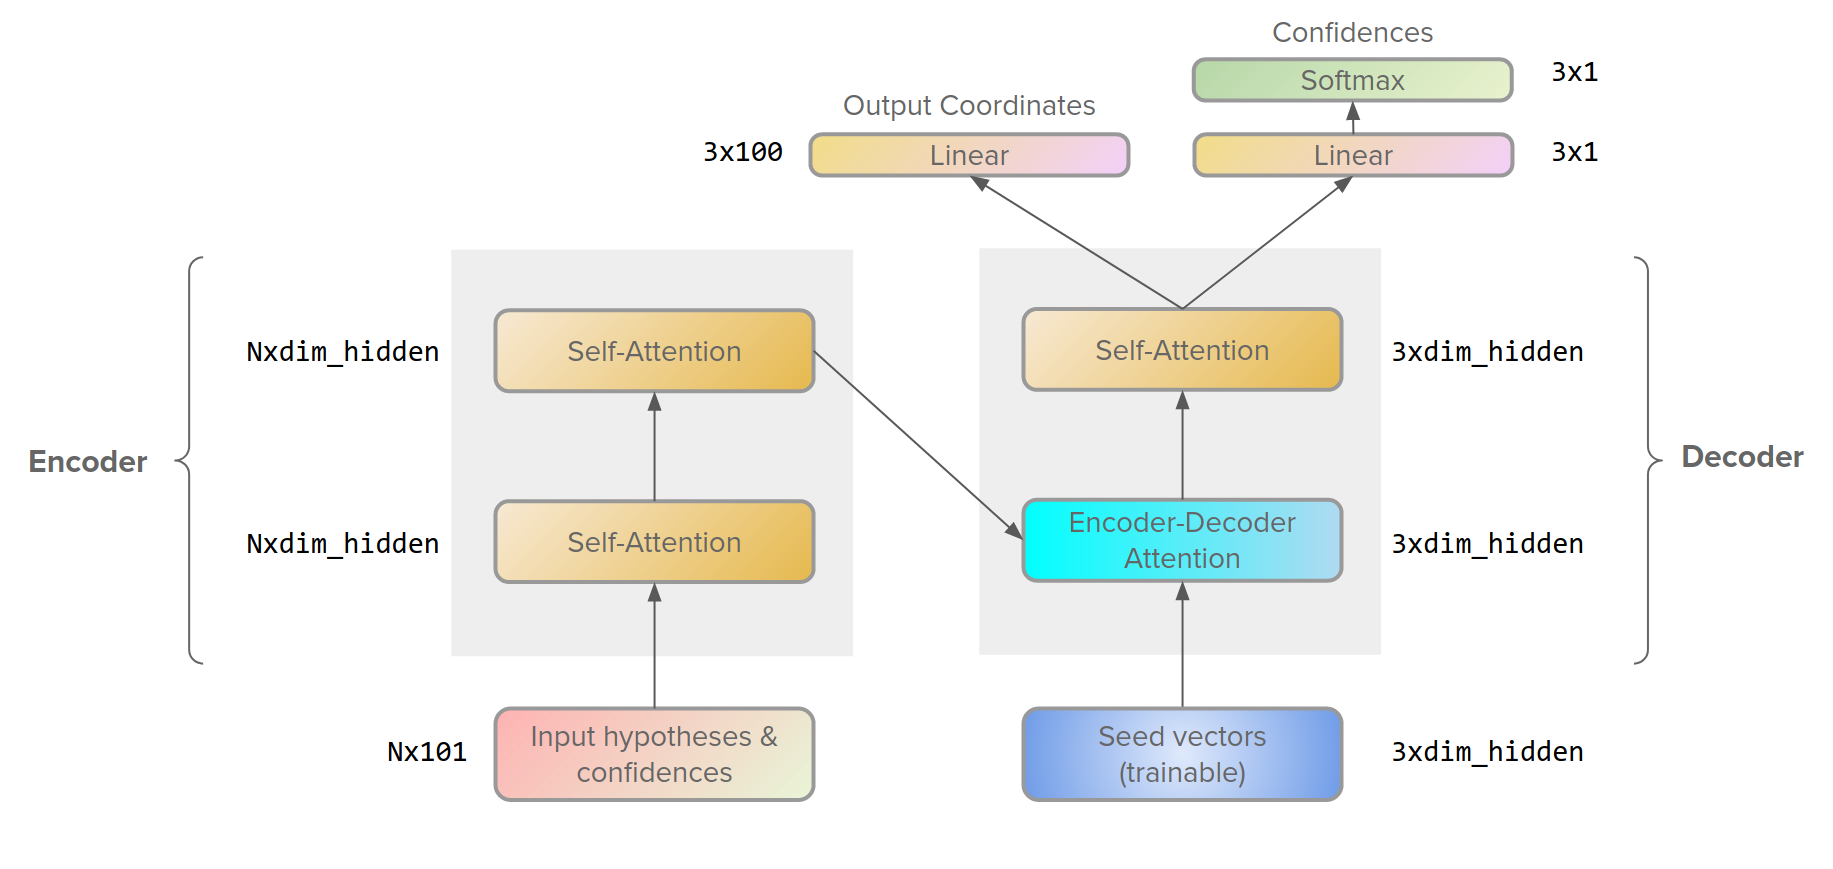 Confidences
Softmax
3x1
Output Coordinates
3x100
Linear
Linear
3x1
Nxdim_hidden
Self-Attention
Self-Attention
3xdim_hidden
Encoder
Decoder
Nxdim_hidden
Self-Attention
Encoder-Decoder
Attention
3xdim_hidden
Nx101
Input hypotheses &
confidences
Seed vectors
(trainable)
3xdim_hidden